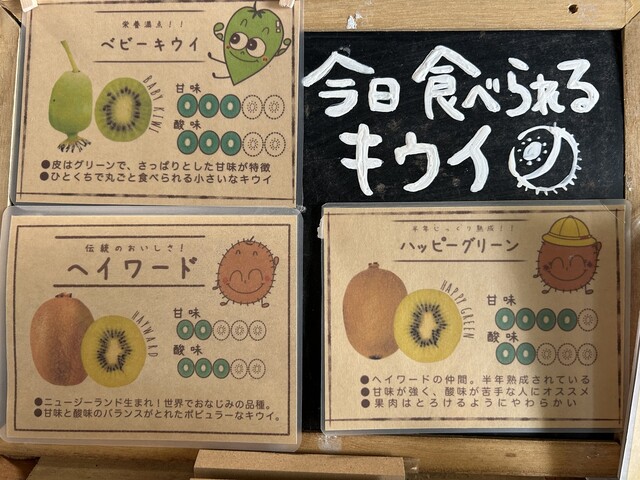 栄養満点!!
ベビーキウイ
BABY KIWI
甘味
酸味
●皮はグリーンで、さっぱりとした甘味が特徴
●ひとくちで丸ごと食べられる小さいなキウイ
今日食べられる
キウイ
伝統のおいしさ!
ヘイワード
HAYWARD
甘味
酸味
●ニュージーランド生まれ!世界でおなじみの品種。
●甘味と酸味のバランスがとれたポピュラーなキウイ。
半年じっくり熟成!!
ハッピーグリーン
HAPPY GREEN
甘味
酸味
●ヘイワードの仲間。半年熟成されている
●甘味が強く、酸味が苦手な人にオススメ
●果肉はとろけるようにやわらかい